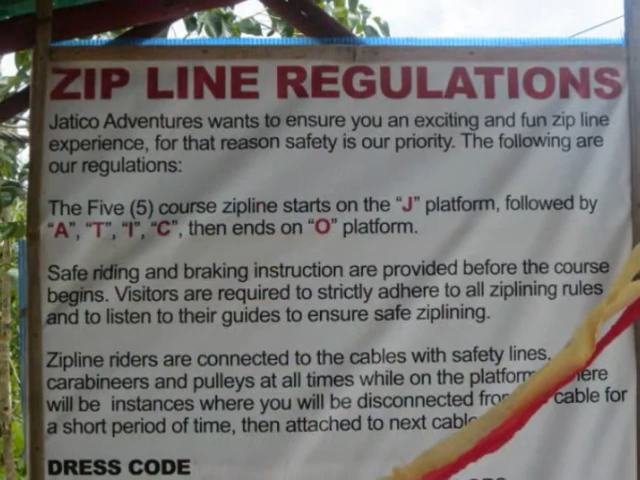 ZIP LINE REGULATIONS
Jatico Adventures wants to ensure you an exciting and fun zip line
experience, for that reason safety is our priority. The following are
our regulations:
The Five (5) course zipline starts on the “J” platform, followed by
“A”, “T”, “I”, “C”, then ends on “O” platform.
Safe riding and braking instruction are provided before the course
begins. Visitors are required to strictly adhere to all ziplining rules
and to listen to their guides to ensure safe ziplining.
Zipline riders are connected to the cables with safety lines,
carabineers and pulleys at all times while on the platform
will be instances where you will be disconnected from cable for
a short period of time, then attached to next cable
DRESS CODE